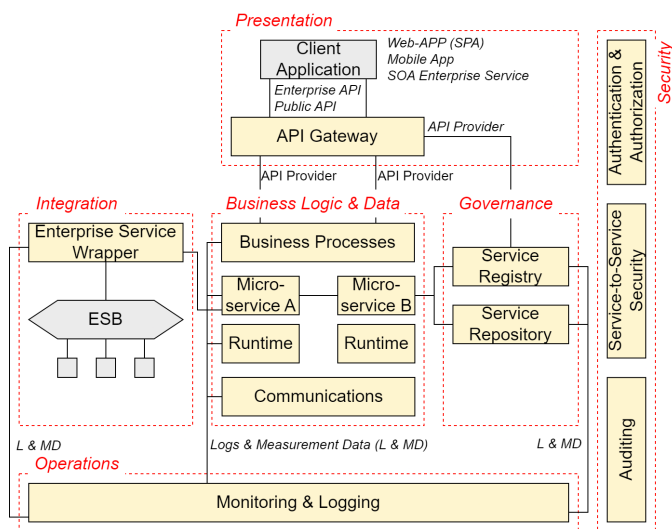 Presentation
Client
Application
Web-APP (SPA)
Mobile App
SOA Enterprise Service
Enterprise API
Public API
API Gateway
API Provider
API Provider
API Provider
Integration
Enterprise Service
Wrapper
ESB
Business Logic & Data
Business Processes
Micro-
service A
Micro-
service B
Runtime
Runtime
Communications
Governance
Service
Registry
Service
Repository
L & MD
Logs & Measurement Data (L & MD)
L & MD
Operations
Monitoring & Logging
Security
Authentication &
Authorization
Service-to-Service
Security
Auditing